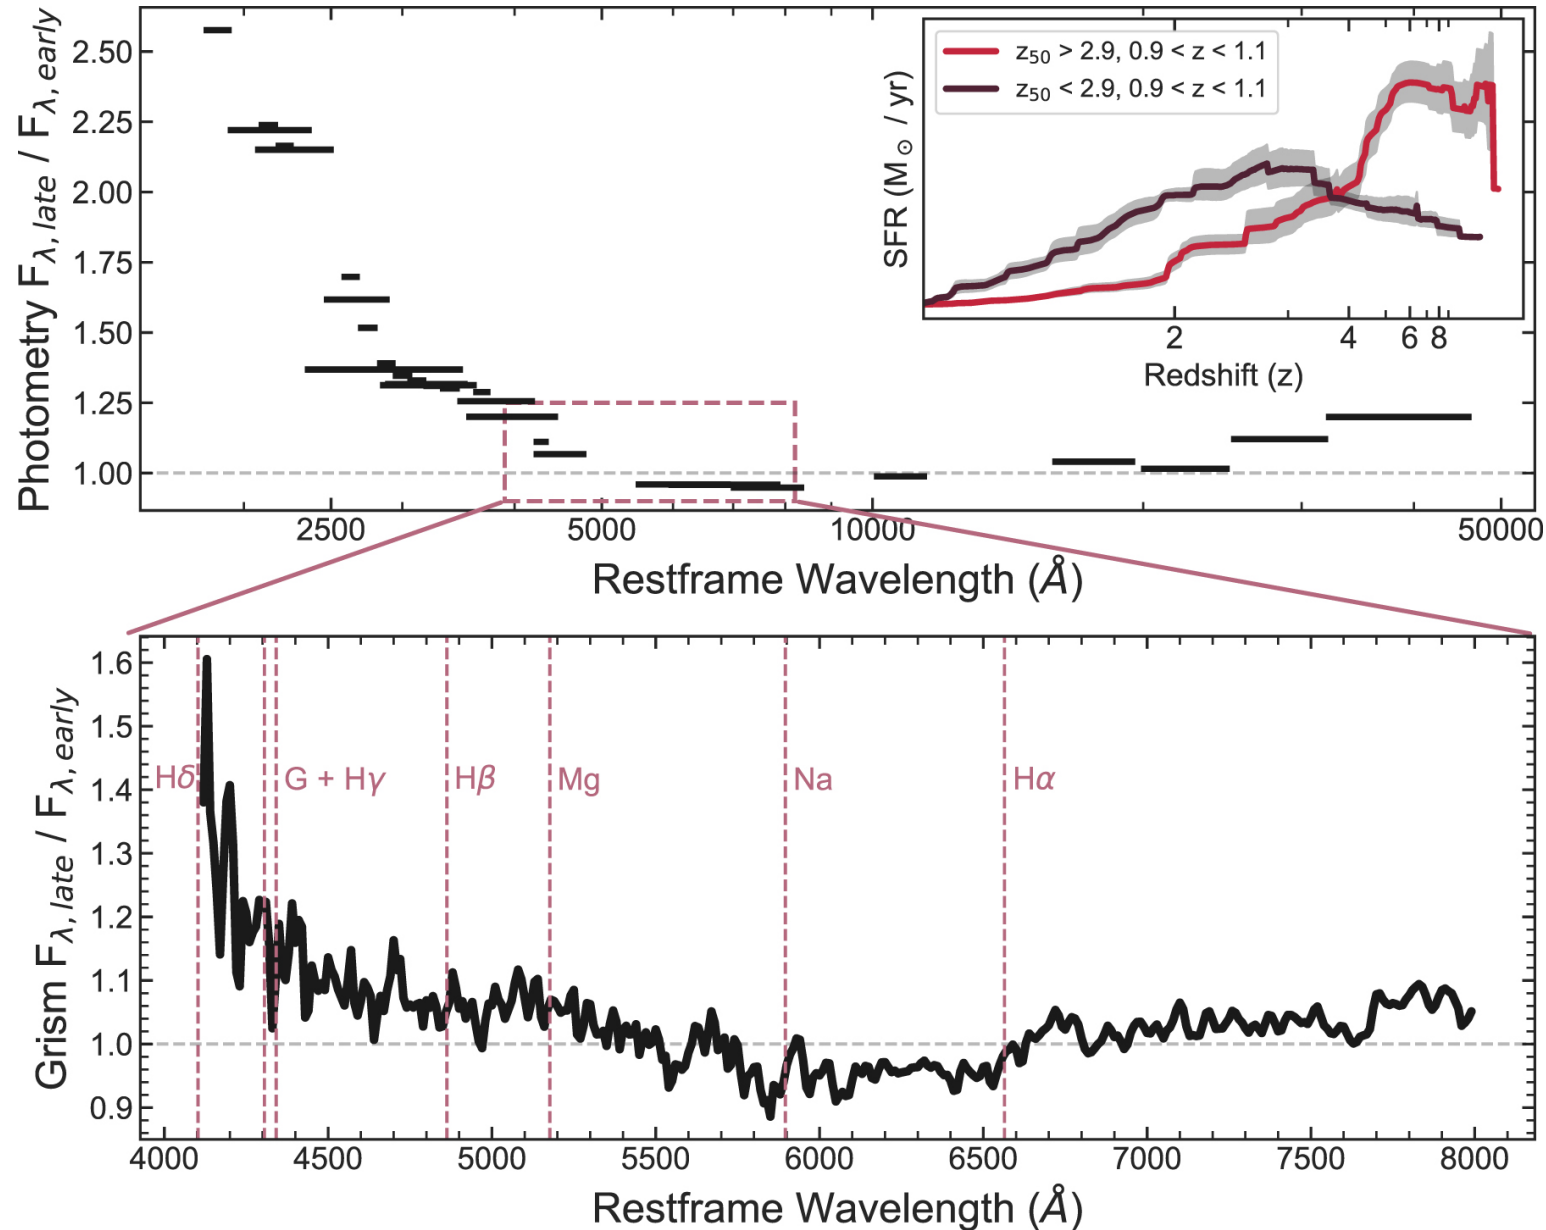 Photometry F λ, late / F λ, early
2.50
2.25
2.00
1.75
1.50
1.25
1.00
2500
5000
10000
50000
Restframe Wavelength (Å)
z50 > 2.9, 0.9 < z < 1.1
z50 < 2.9, 0.9 < z < 1.1
SFR (M⊙ / yr)
2
4
6
8
Redshift (z)
Grism F λ, late / F λ, early
1.6
1.5
1.4
1.3
1.2
1.1
1.0
0.9
Hδ
G + Hγ
Hβ
Mg
Na
Hα
4000
4500
5000
5500
6000
6500
7000
7500
8000
Restframe Wavelength (Å)